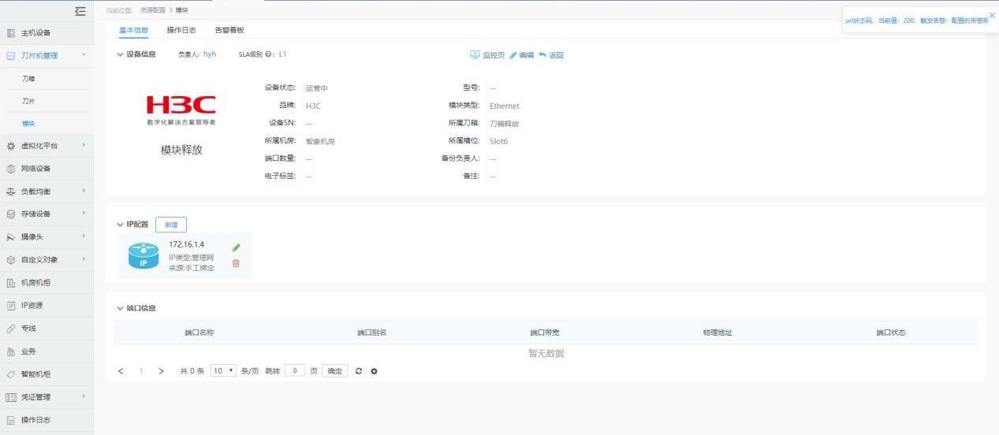 当前位置: 资源配置 > 模块
url状态码, 当前值: 200, 触发告警: 配置的告警规
主机设备
刀片机管理
刀箱
刀片
模块
虚拟化平台
网络设备
负载均衡
存储设备
摄像头
自定义对象
机房机柜
IP资源
专线
业务
智能机柜
凭证管理
操作日志
基本信息 操作日志 告警看板
设备信息 负责人: hyh SLA级别 : L1 监控页 编辑 返回
H3C
数字化解决方案领导者
模块释放
设备状态: 运营中 型号: --
品牌: H3C 模块类型: Ethernet
设备SN: -- 所属刀箱: 刀箱释放
所属机房: 智象机房 所属槽位: Slot6
端口数量: -- 备份负责人: --
电子标签: -- 备注: --
IP配置 新增
IP
172.16.1.4
IP类型:管理网
来源:手工绑定
端口信息
端口名称 端口别名 端口带宽 物理地址 端口状态
暂无数据
< 1 > 共 0 条 10 条/页 跳转 0 页 确定